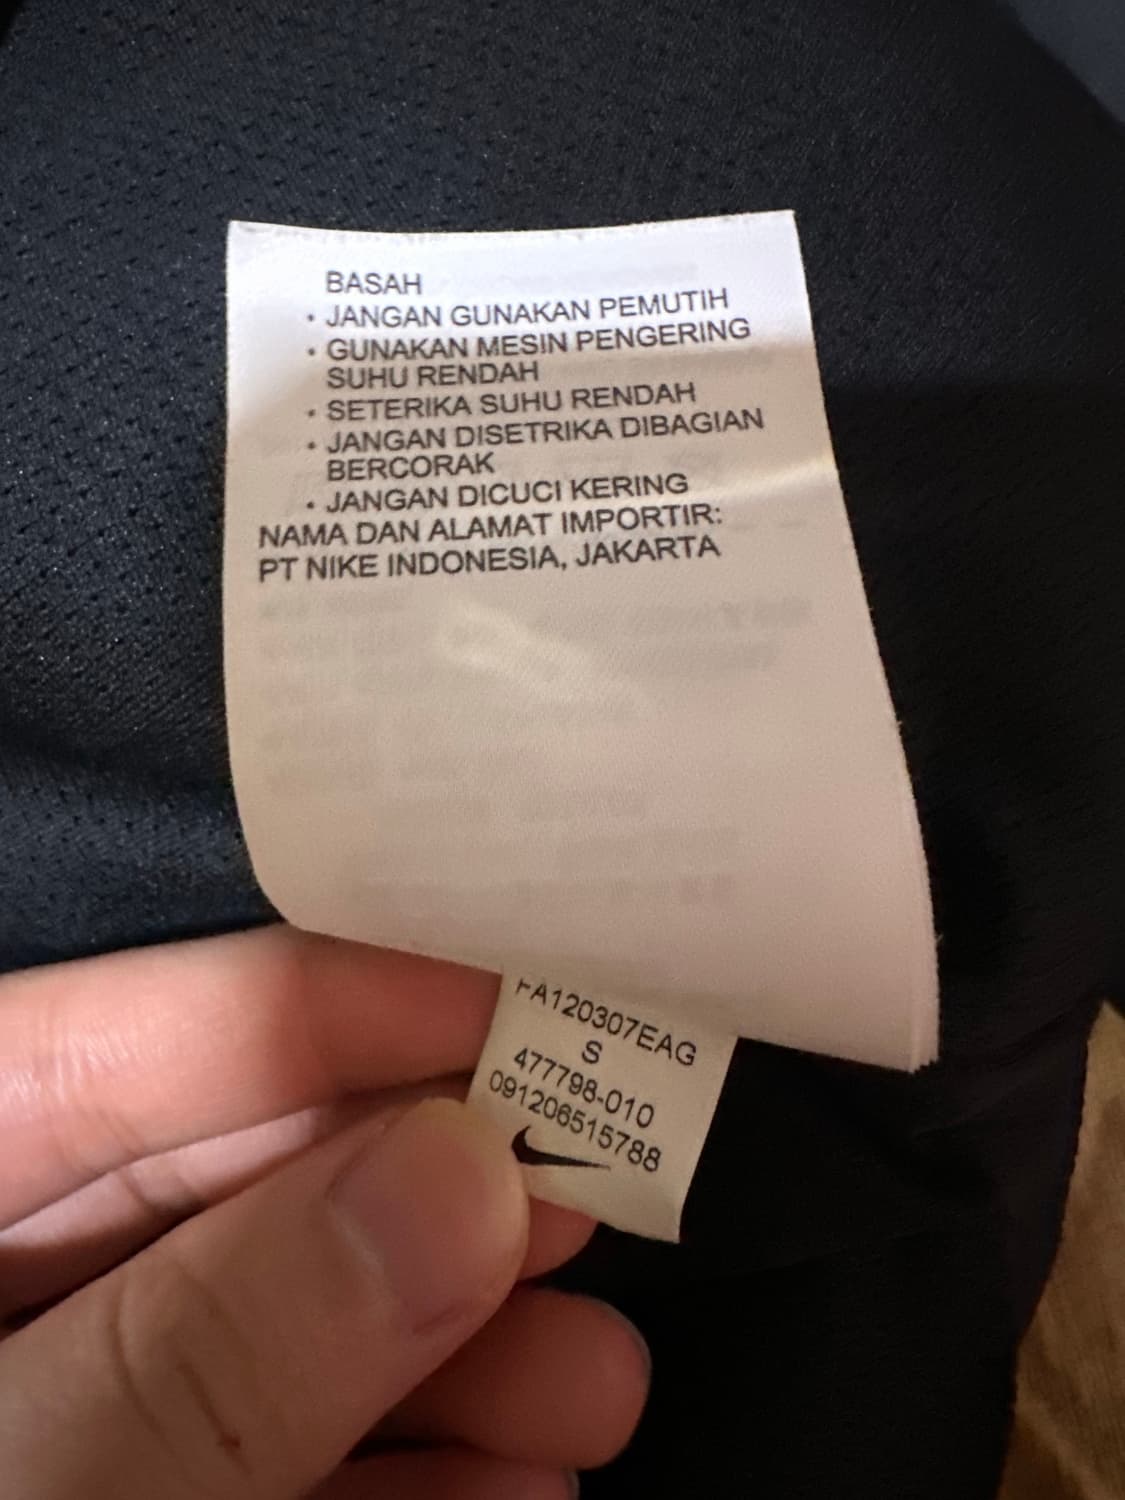 BASAH
· JANGAN GUNAKAN PEMUTIH
· GUNAKAN MESIN PENGERING
SUHU RENDAH
· SETERIKA SUHU RENDAH
· JANGAN DISETRIKA DIBAGIAN
BERCORAK
· JANGAN DICUCI KERING
NAMA DAN ALAMAT IMPORTIR:
PT NIKE INDONESIA, JAKARTA
FA120307EAG
S
477798-010
091206515788